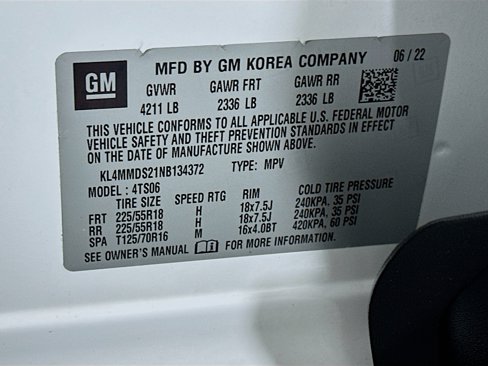 GM
MFD BY GM KOREA COMPANY 06 / 22
GVWR GAWR FRT GAWR RR
4211 LB 2336 LB 2336 LB
THIS VEHICLE CONFORMS TO ALL APPLICABLE U.S. FEDERAL MOTOR
VEHICLE SAFETY AND THEFT PREVENTION STANDARDS IN EFFECT
ON THE DATE OF MANUFACTURE SHOWN ABOVE.
KL4MMDS21NB134372 TYPE: MPV
MODEL : 4TS06
SPEED RTG RIM COLD TIRE PRESSURE
FRT 225/55R18 H 18x7.5J 240KPA, 35 PSI
RR 225/55R18 H 18x7.5J 240KPA, 35 PSI
SPA T125/70R16 M 16x4.0BT 420KPA, 60 PSI
SEE OWNER'S MANUAL FOR MORE INFORMATION.